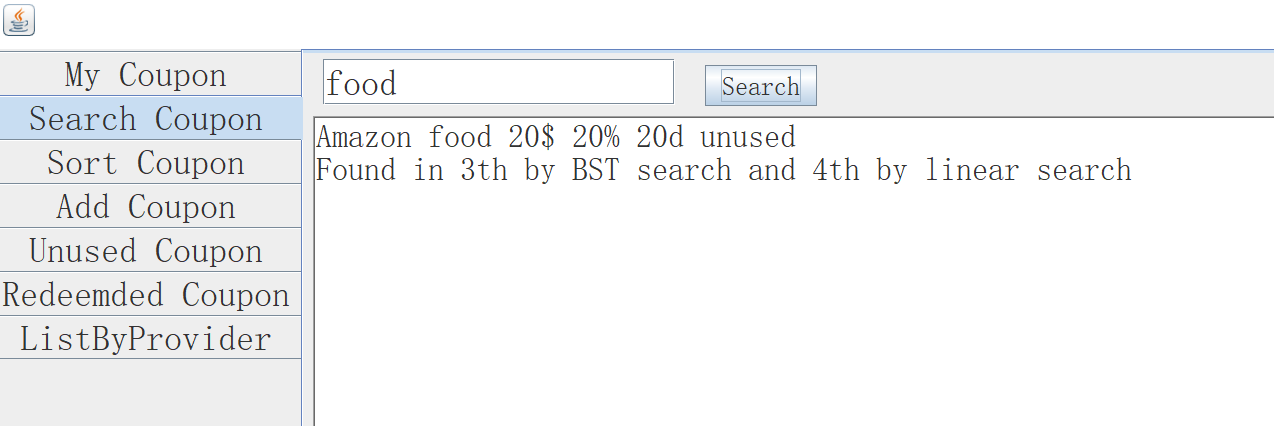 My Coupon
Search Coupon
Sort Coupon
Add Coupon
Unused Coupon
Redeemded Coupon
ListByProvider
food
Search
Amazon food 20$ 20% 20d unused
Found in 3th by BST search and 4th by linear search